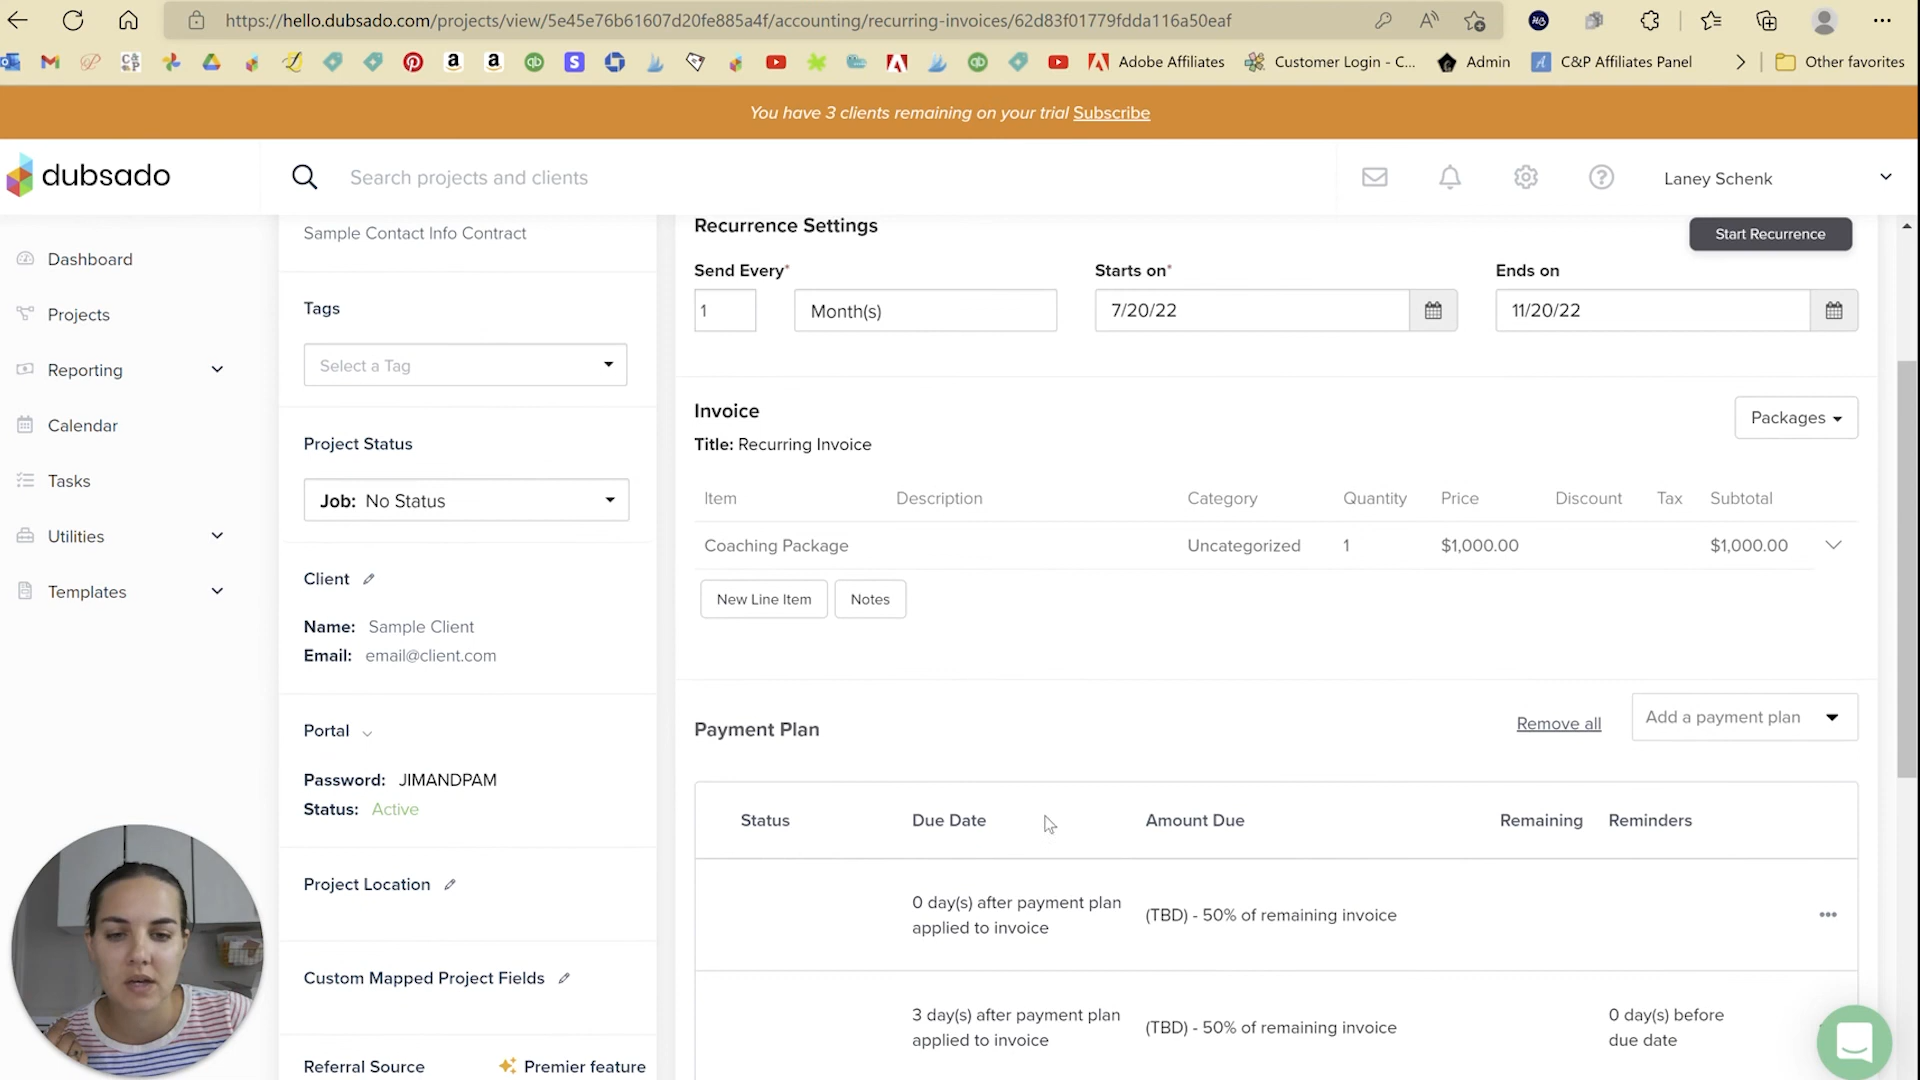 https://hello.dubsado.com/projects/view/5e45e76b61607d20fe885a4f/accounting/recurring-invoices/62d83f01779fdda116a50eaf
Adobe Affiliates
Customer Login - C...
Admin
C&P Affiliates Panel
Other favorites
You have 3 clients remaining on your trial Subscribe
dubsado
Search projects and clients
Laney Schenk
Dashboard
Projects
Reporting
Calendar
Tasks
Utilities
Templates
Sample Contact Info Contract
Tags
Select a Tag
Project Status
Job: No Status
Client
Name: Sample Client
Email: email@client.com
Portal
Password: JIMANDPAM
Status: Active
Project Location
Custom Mapped Project Fields
Referral Source Premier feature
Recurrence Settings
Start Recurrence
Send Every* Starts on* Ends on
1 Month(s) 7/20/22 11/20/22
Invoice
Packages
Title: Recurring Invoice
Item Description Category Quantity Price Discount Tax Subtotal
Coaching Package Uncategorized 1 $1,000.00 $1,000.00
New Line Item Notes
Payment Plan
Remove all
Add a payment plan
Status Due Date Amount Due Remaining Reminders
0 day(s) after payment plan
applied to invoice
(TBD) - 50% of remaining invoice
3 day(s) after payment plan
applied to invoice
(TBD) - 50% of remaining invoice
0 day(s) before
due date